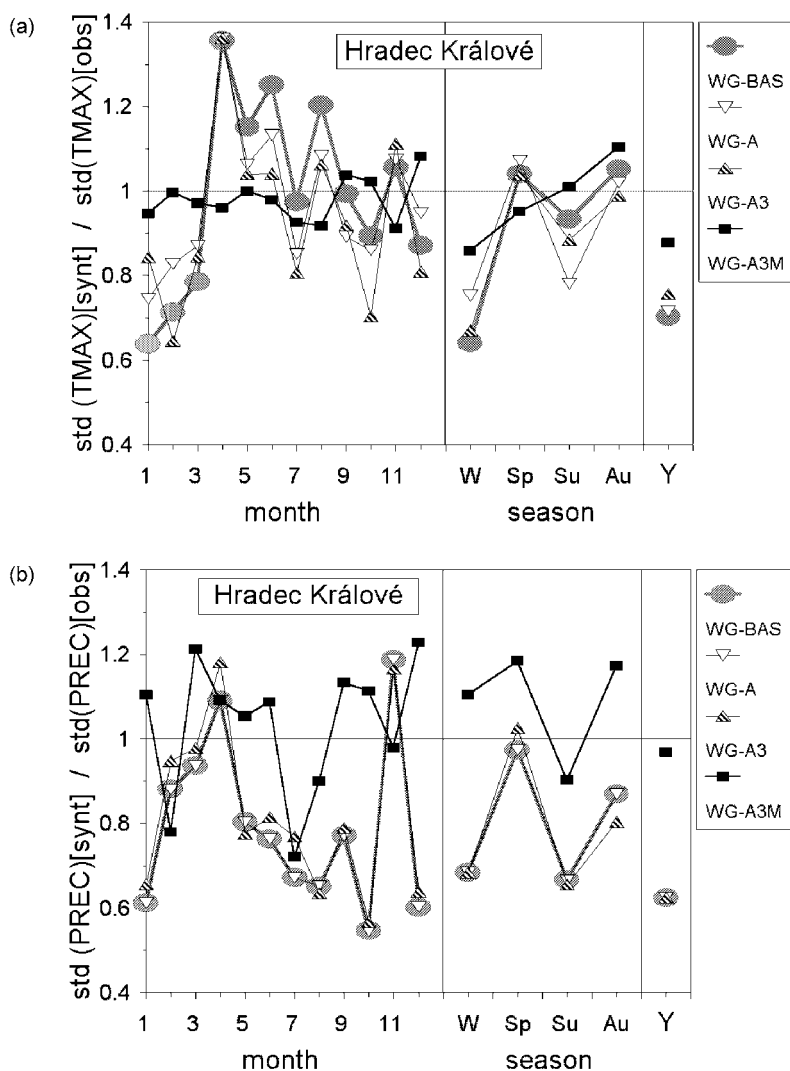 (a)
Hradec Králové
std (TMAX)[synt] / std(TMAX)[obs]
1.4
1.2
1
0.8
0.6
0.4
1 3 5 7 9 11
W Sp Su Au Y
month season
WG-BAS
WG-A
WG-A3
WG-A3M
(b)
Hradec Králové
std (PREC)[synt] / std(PREC)[obs]
1.4
1.2
1
0.8
0.6
0.4
1 3 5 7 9 11
W Sp Su Au Y
month season
WG-BAS
WG-A
WG-A3
WG-A3M